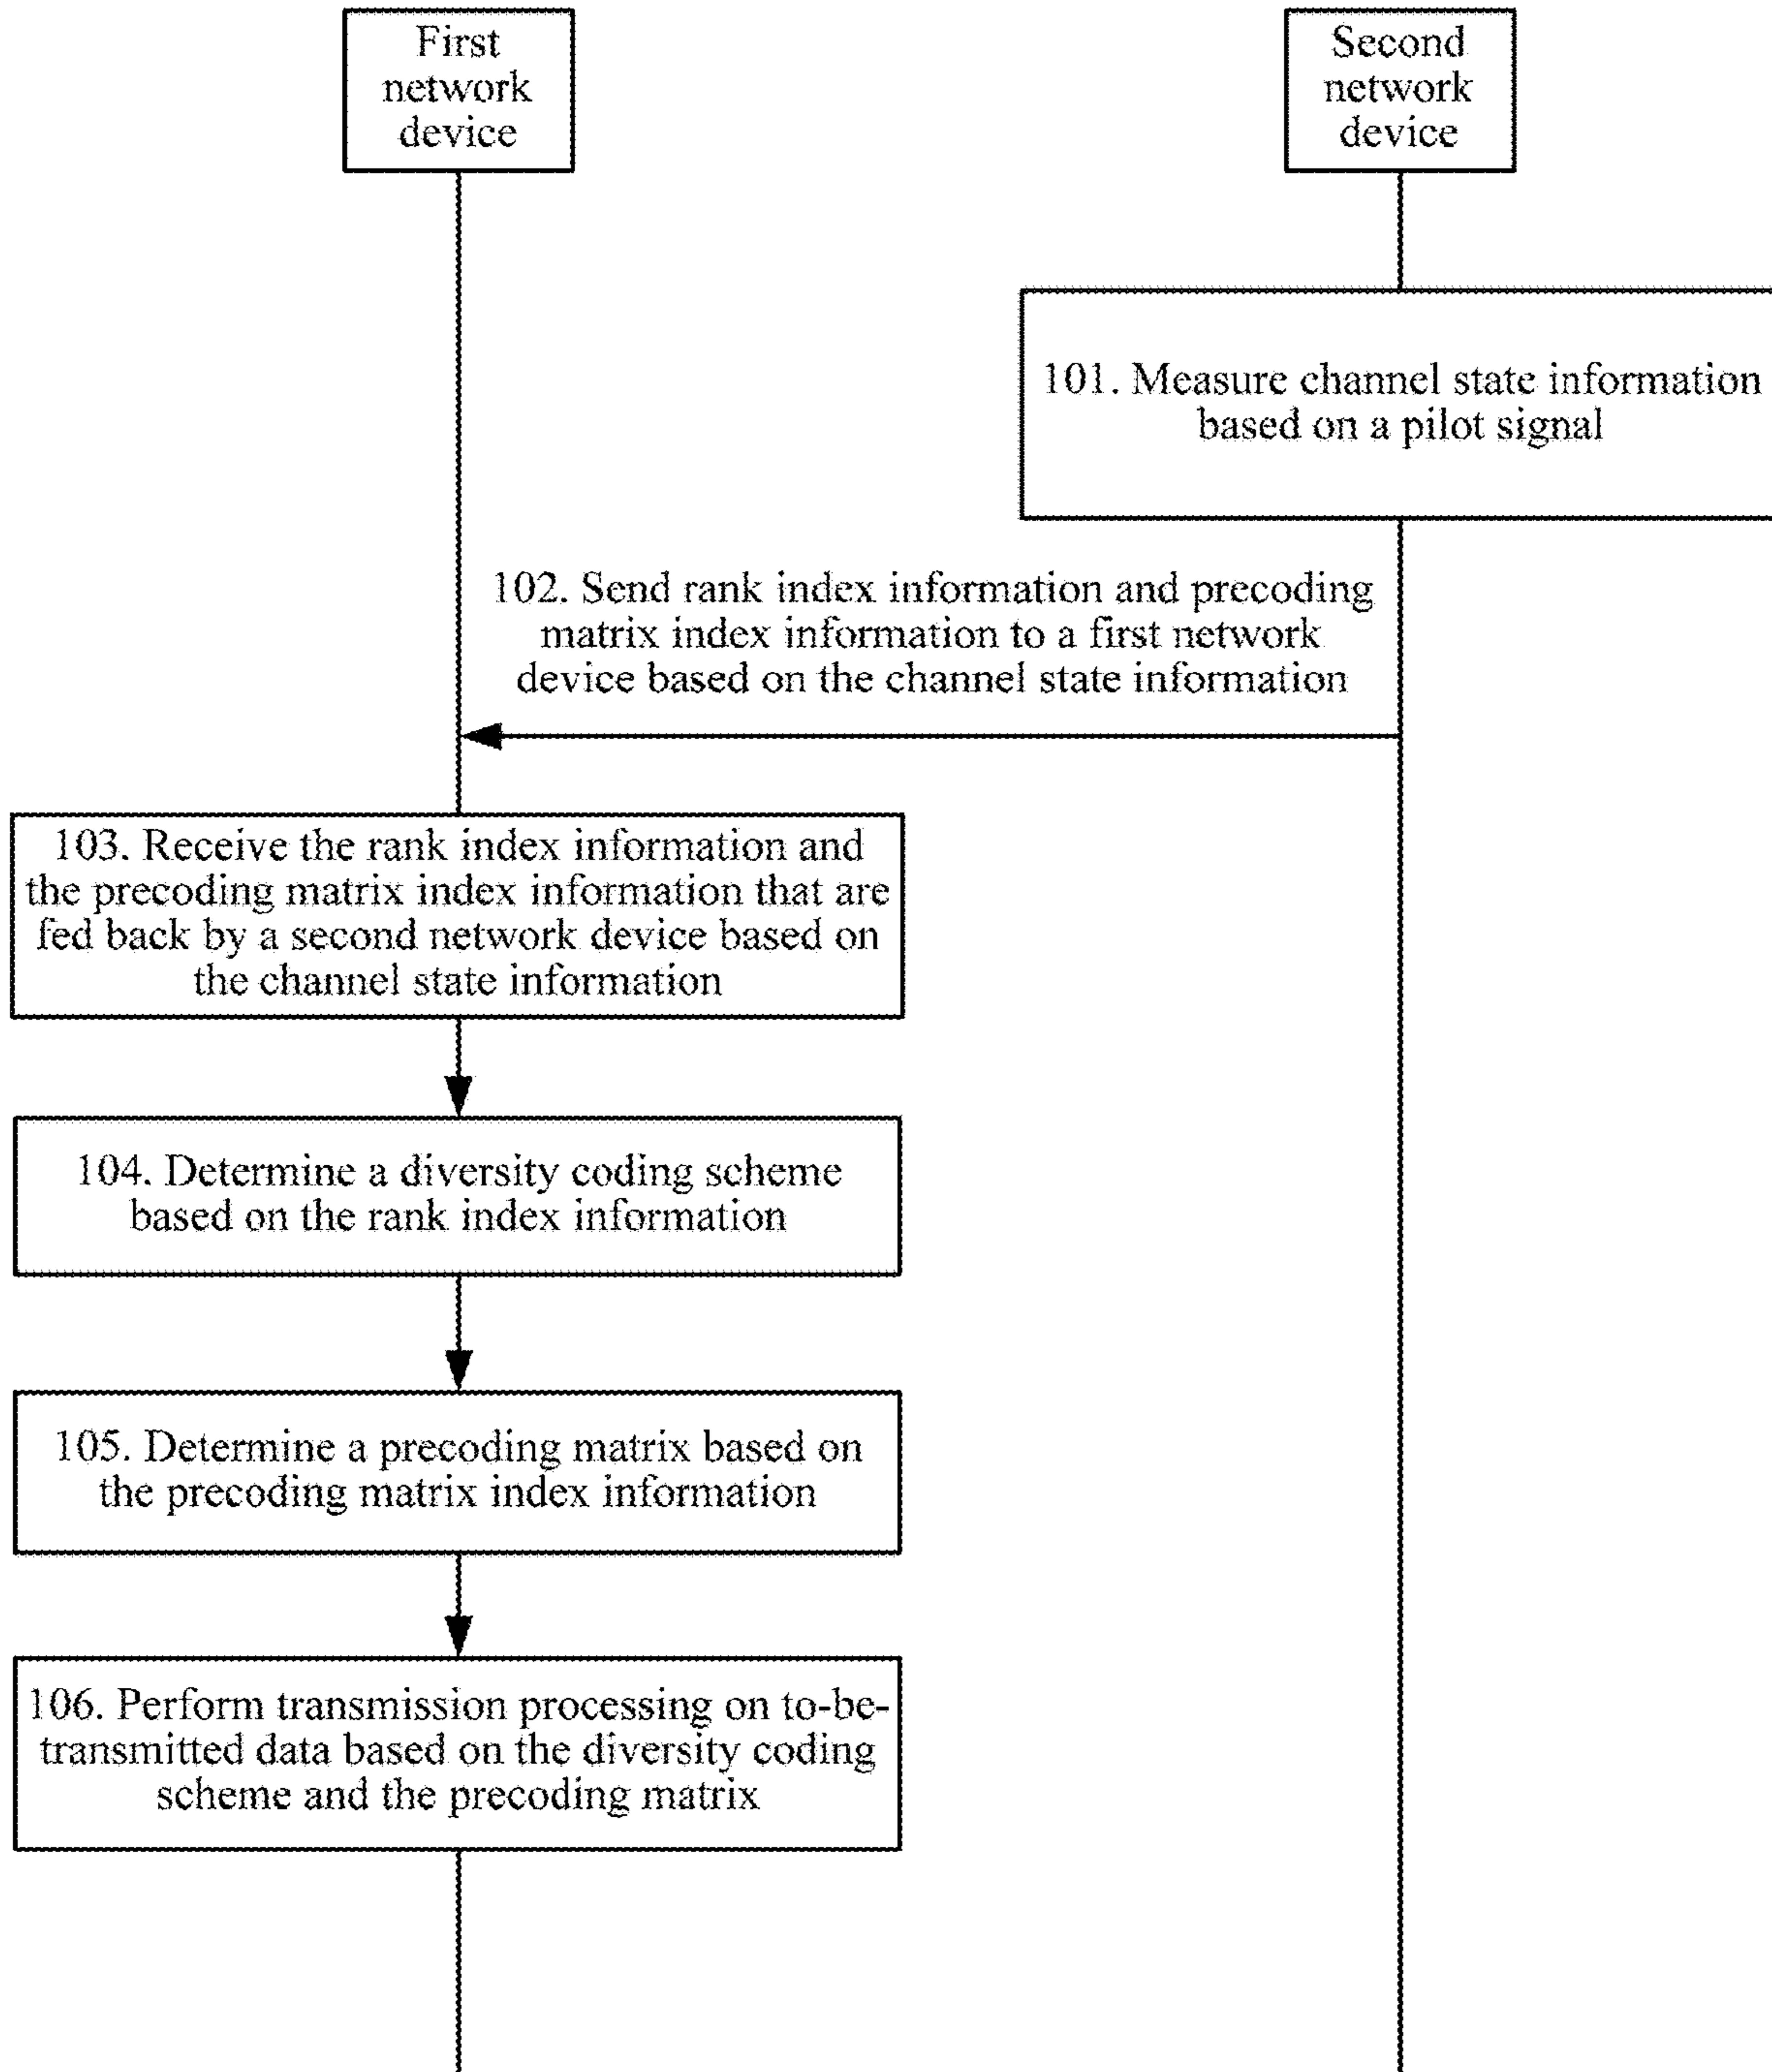 First
network
device
Second
network
device
101. Measure channel state information
based on a pilot signal
102. Send rank index information and precoding
matrix index information to a first network
device based on the channel state information
103. Receive the rank index information and
the precoding matrix index information that are
fed back by a second network device based on
the channel state information
104. Determine a diversity coding scheme
based on the rank index information
105. Determine a precoding matrix based on
the precoding matrix index information
106. Perform transmission processing on to-be-
transmitted data based on the diversity coding
scheme and the precoding matrix